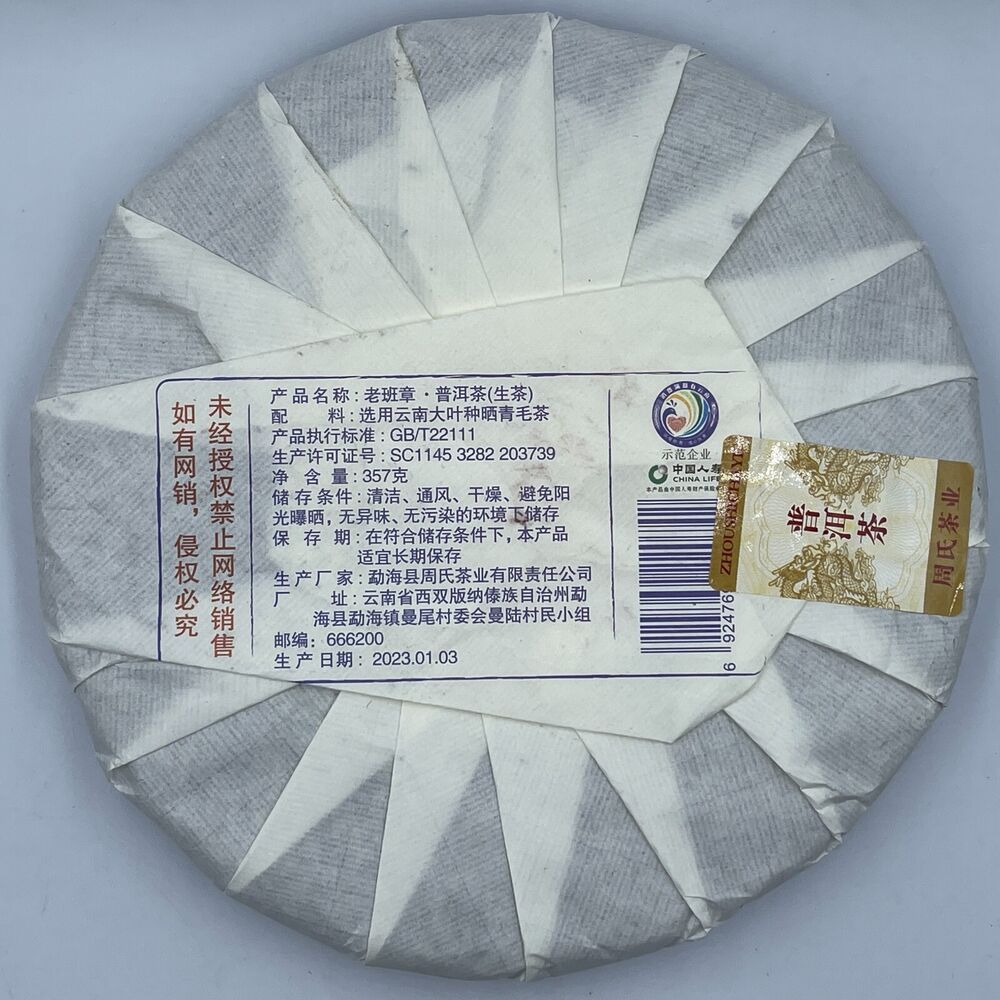 未经授权禁止网络销售
如有网销，侵权必究
产品名称：老班章·普洱茶(生茶)
配 料：选用云南大叶种晒青毛茶
产品执行标准：GB/T22111
生产许可证号：SC1145 3282 203739
净 含 量：357克
储存条件：清洁、通风、干燥、避免阳
光曝晒，无异味、无污染的环境下储存
保 存 期：在符合储存条件下，本产品
适宜长期保存
生产厂家：勐海县周氏茶业有限责任公司
厂 址：云南省西双版纳傣族自治州勐
海县勐海镇曼尾村委会曼陆村民小组
邮编：666200
生产日期：2023.01.03
示范企业
中国人寿
CHINA LIFE
6 92476
ZHOUSHICHAYE
普洱茶
周氏茶业